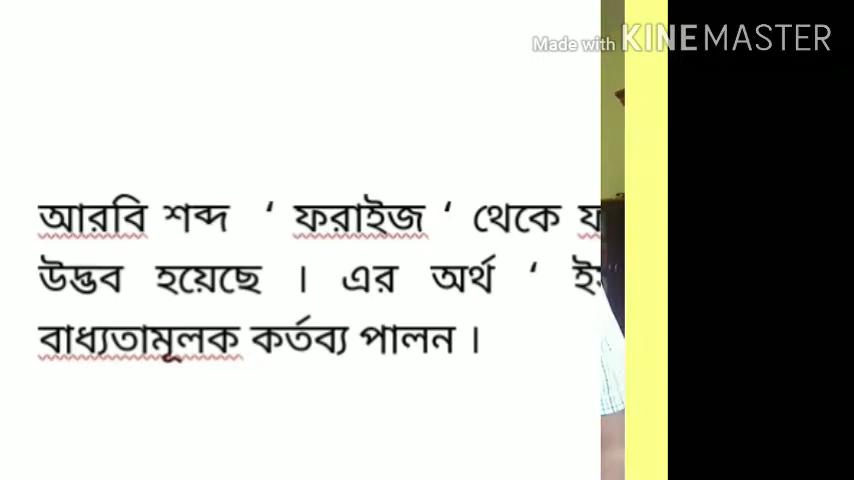 Made with KINEMASTER
আরবি শব্দ ‘ ফরাইজ ‘ থেকে
উদ্ভব হয়েছে । এর অর্থ ‘
বাধ্যতামূলক কর্তব্য পালন ।